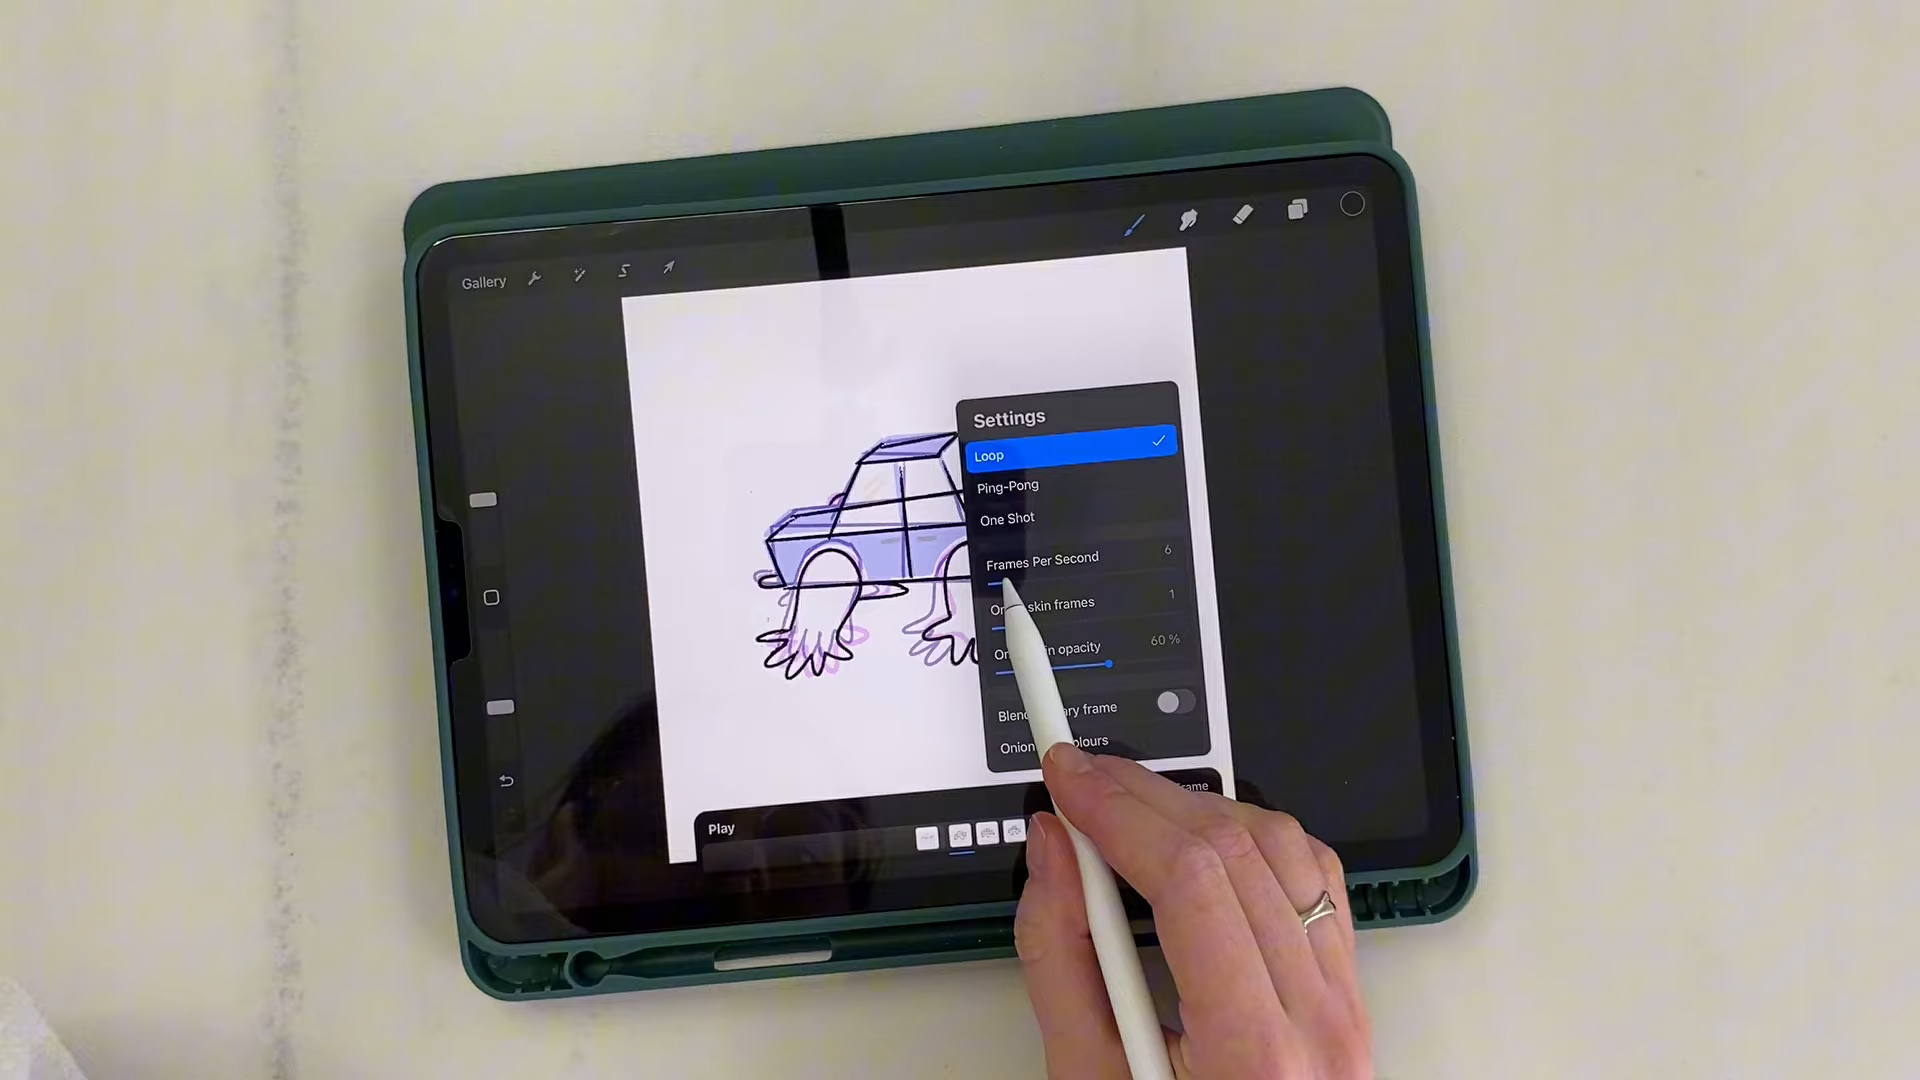 Gallery
Settings
Loop
Ping-Pong
One Shot
Frames Per Second 6
skin frames 1
opacity 60 %
frame
Play